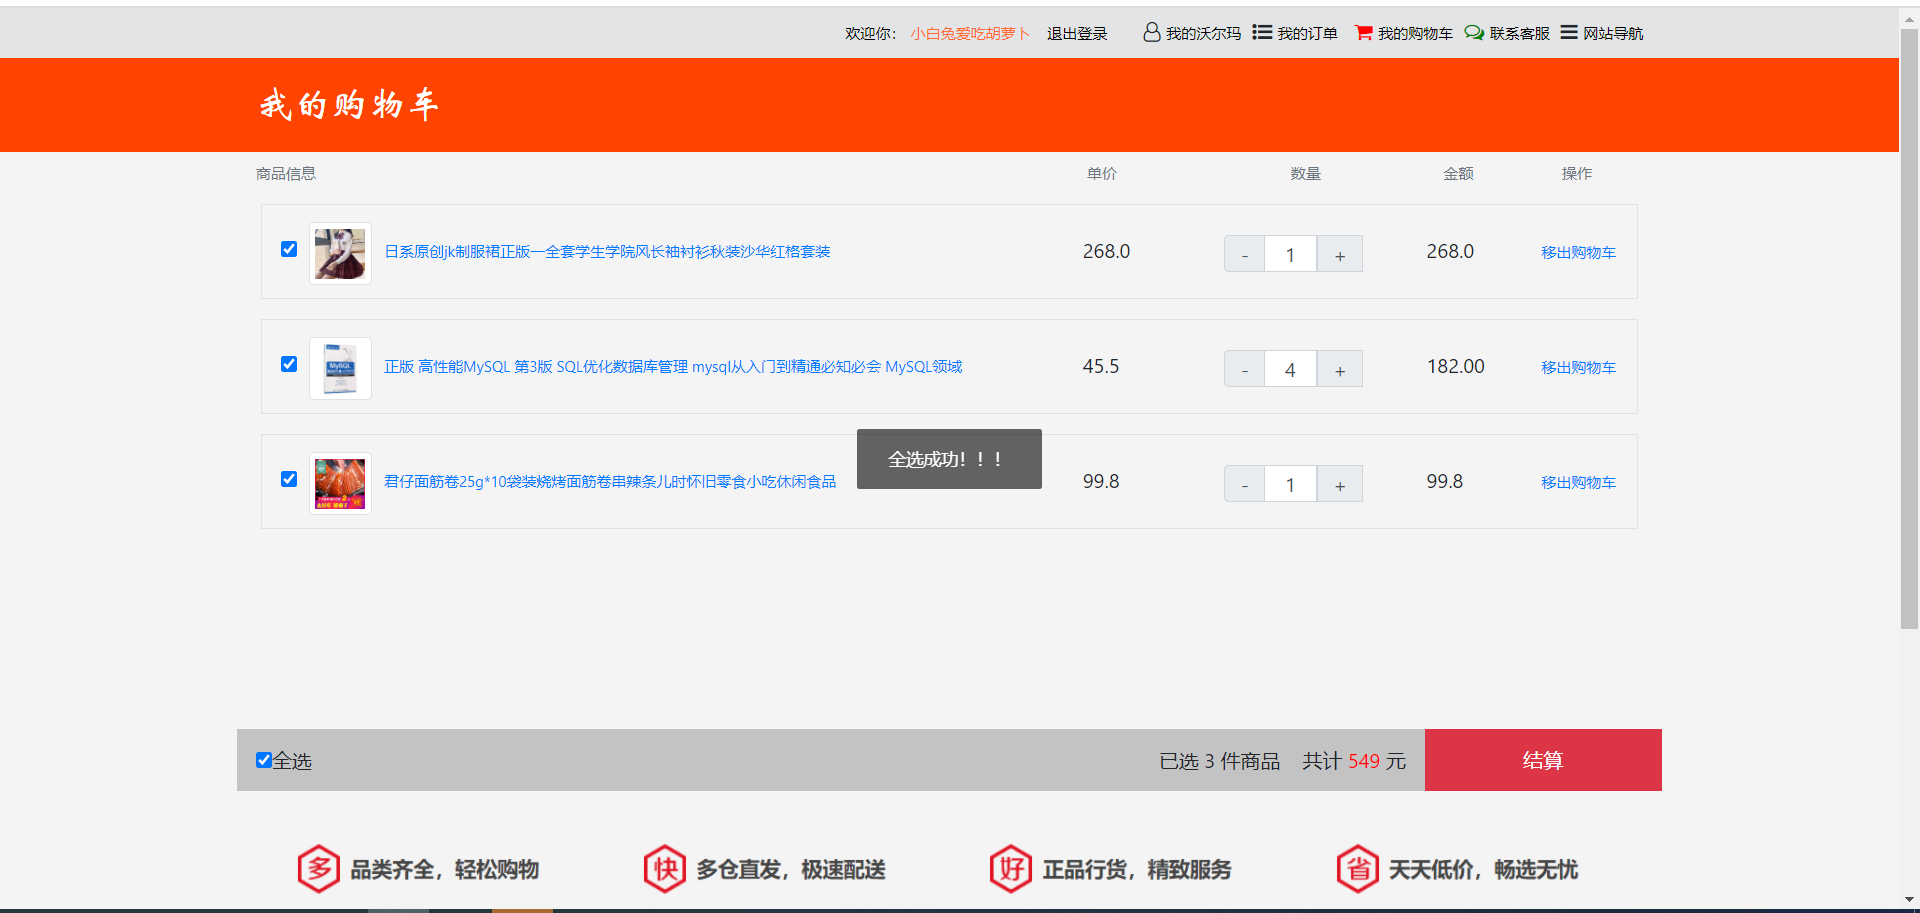 欢迎你： 小白兔爱吃胡萝卜 退出登录 我的沃尔玛 我的订单 我的购物车 联系客服 网站导航
我的购物车
商品信息 单价 数量 金额 操作
日系原创jk制服裙正版一全套学生学院风长袖衬衫秋装沙华红格套装 268.0 - 1 + 268.0 移出购物车
正版 高性能MySQL 第3版 SQL优化数据库管理 mysql从入门到精通必知必会 MySQL领域 45.5 - 4 + 182.00 移出购物车
MySQL
君仔面筋卷25g*10袋装烧烤面筋卷串辣条儿时怀旧零食小吃休闲食品 99.8 - 1 + 99.8 移出购物车
全选成功！！！
全选 已选 3 件商品 共计 549 元 结算
多 品类齐全，轻松购物 快 多仓直发，极速配送 好 正品行货，精致服务 省 天天低价，畅选无忧